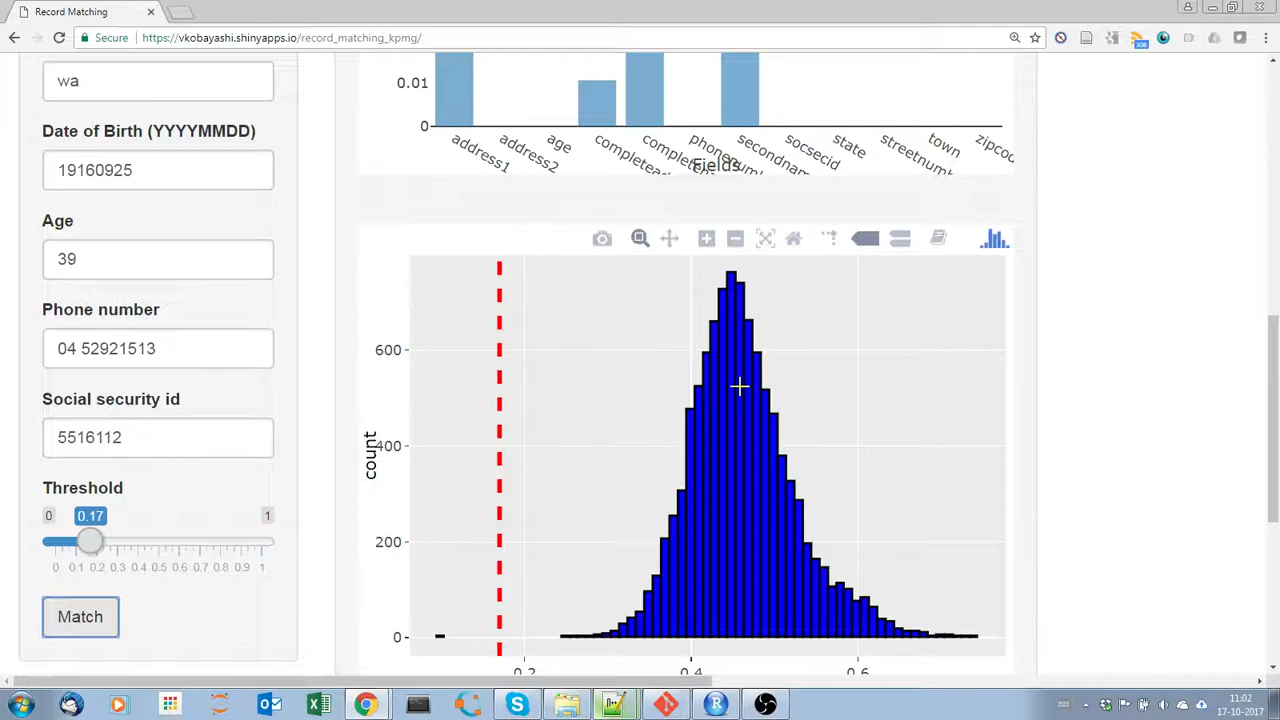 Record Matching
Secure
https://vkobayashi.shinyapps.io/record_matching_kpmg/
308
wa
Date of Birth (YYYYMMDD)
19160925
Age
39
Phone number
04 52921513
Social security id
5516112
Threshold
0 0.17 1
0 0.1 0.2 0.3 0.4 0.5 0.6 0.7 0.8 0.9 1
Match
0.01
0
address1 address2 age completead secondnam socsecid state streetnum town zipcod
Fields
600
400
200
0
count
0.2 0.4 0.6
11:02
17-10-2017